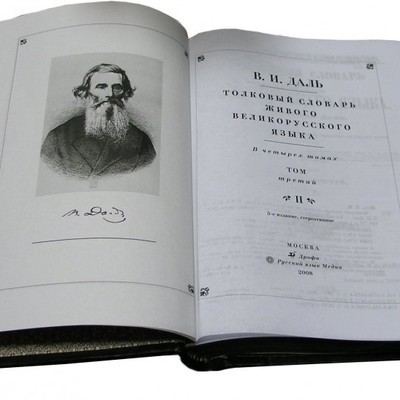 В. И. ДАЛЬ
ТОЛКОВЫЙ СЛОВАРЬ
ЖИВОГО
ВЕЛИКОРУССКОГО
ЯЗЫКА
В четырех томах
ТОМ
третий
П
5-е издание, стереотипное
МОСКВА
Дрофа
Русский язык Медиа
2008